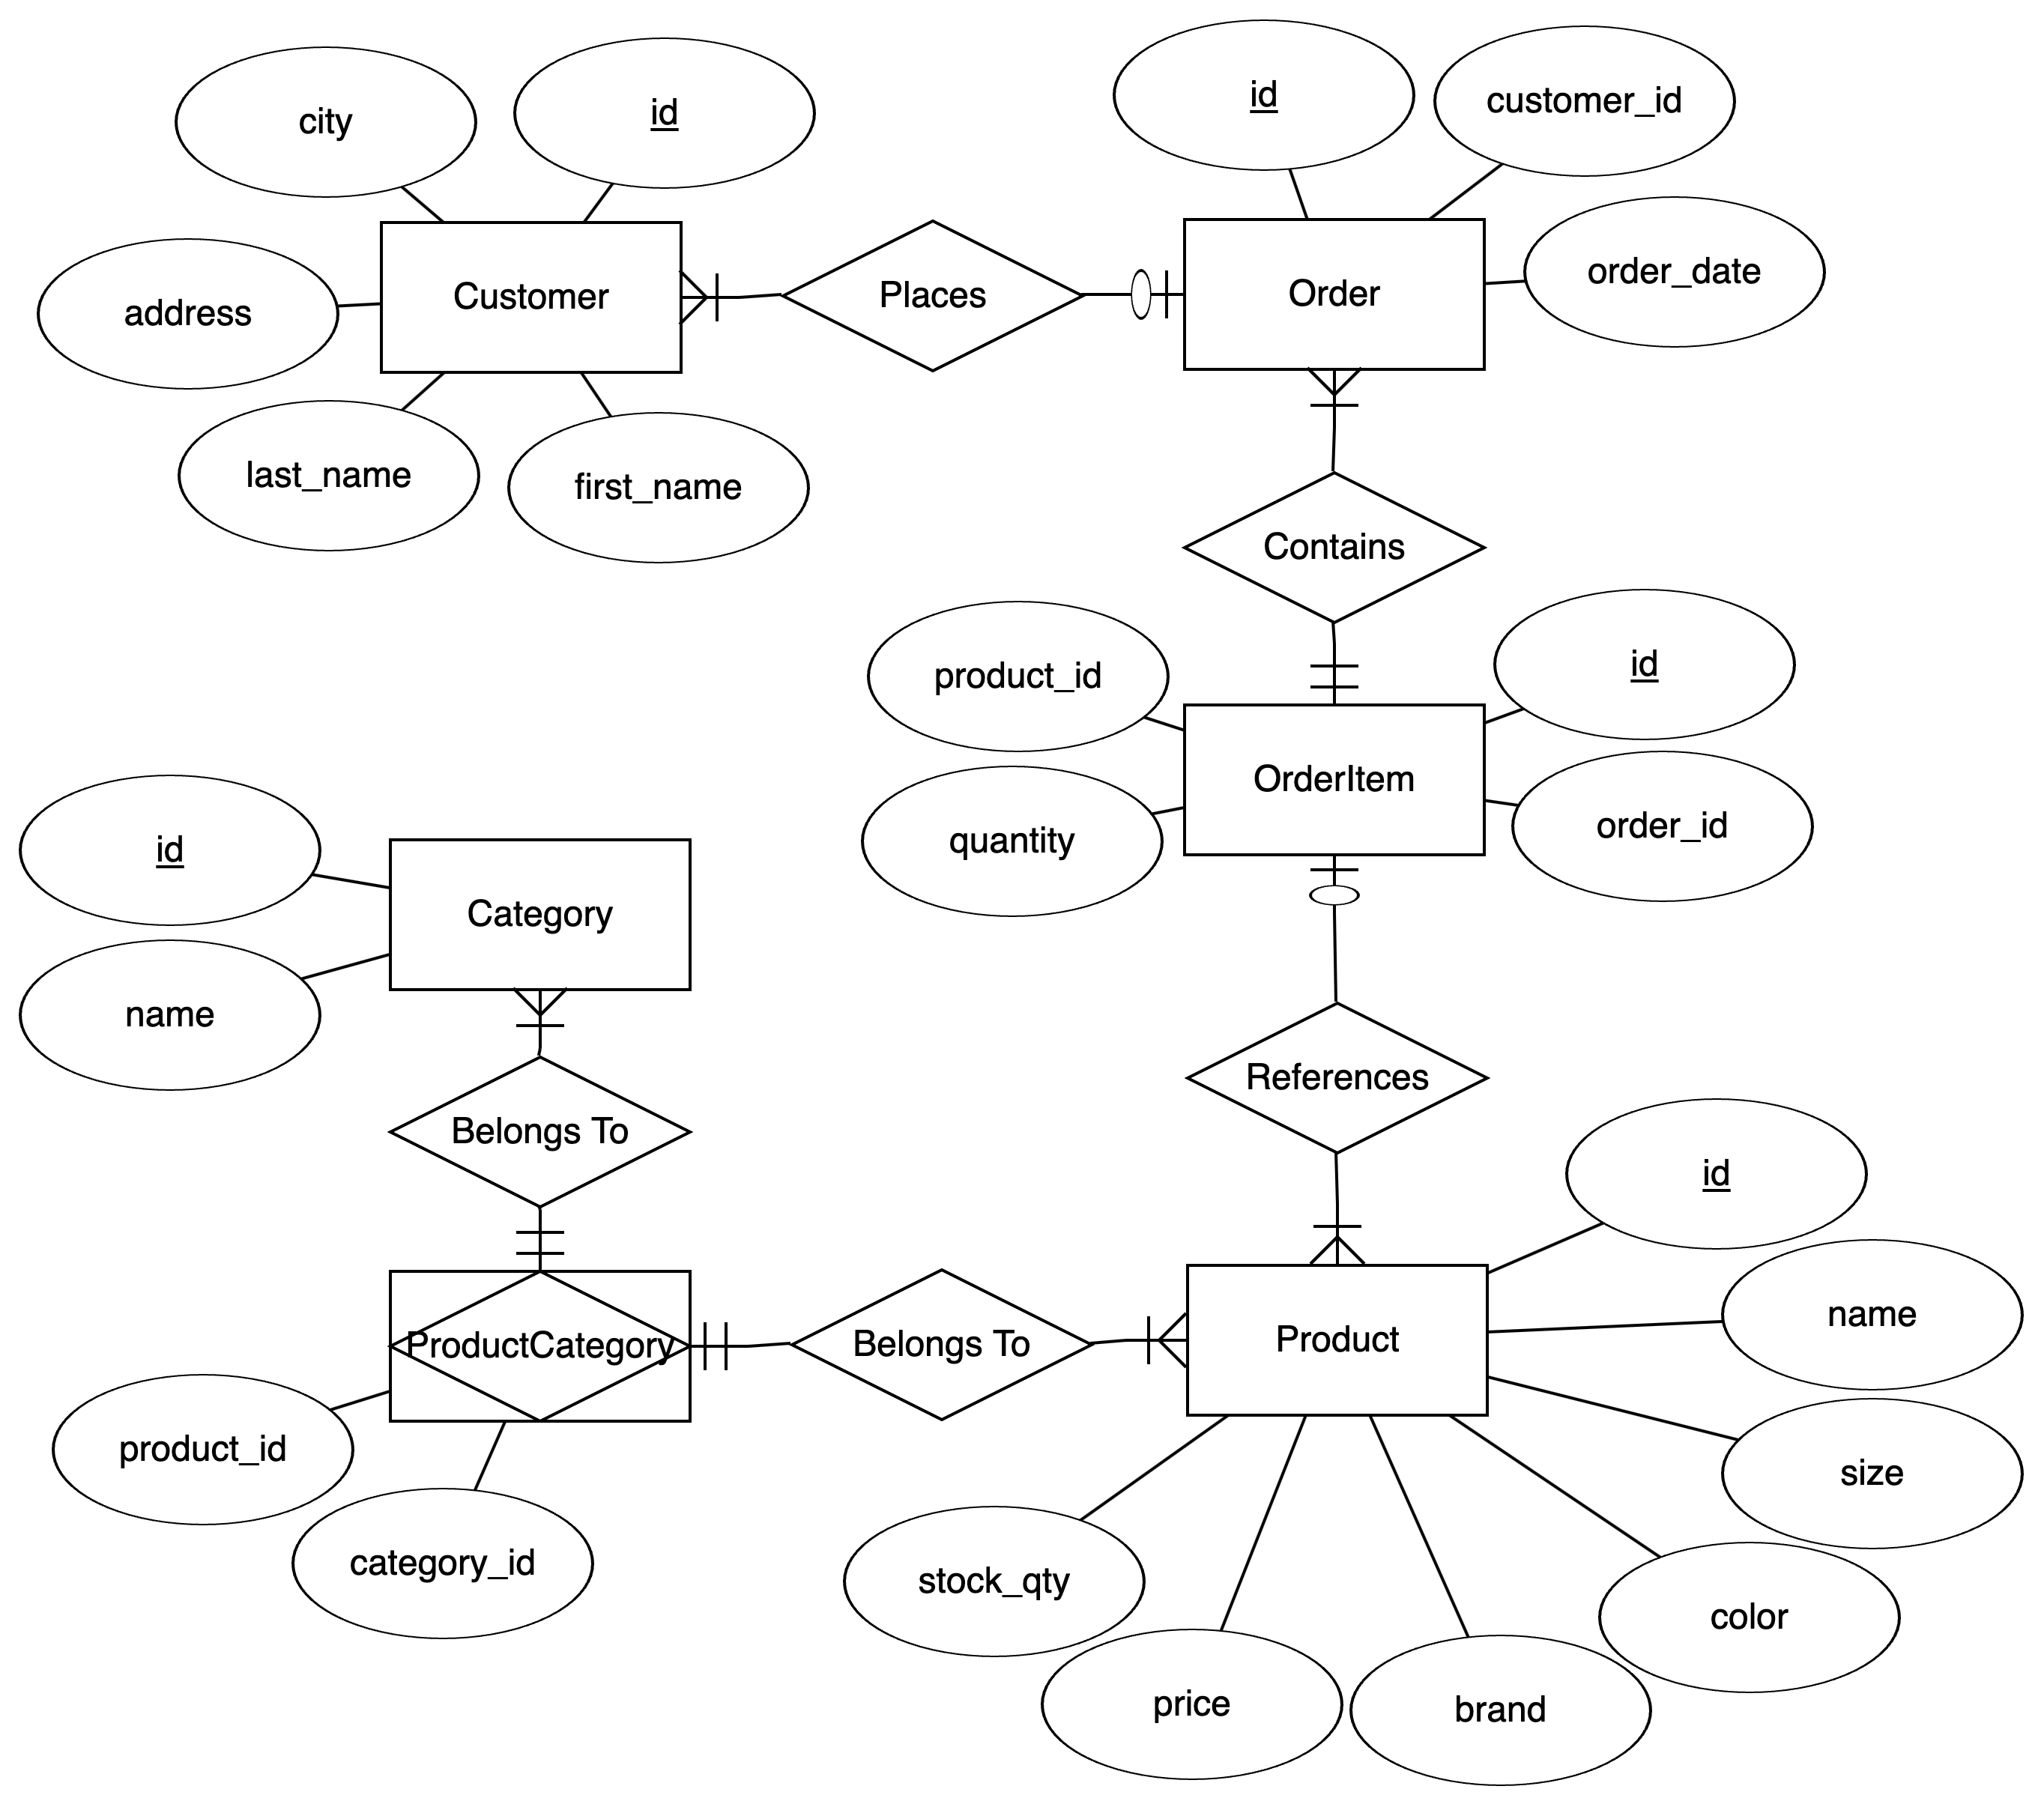 id
customer_id
city
id
order_date
address
Customer
Places
Order
last_name
first_name
Contains
product_id
id
OrderItem
quantity
order_id
id
Category
name
References
Belongs To
id
name
ProductCategory
Belongs To
Product
product_id
size
category_id
stock_qty
color
price
brand